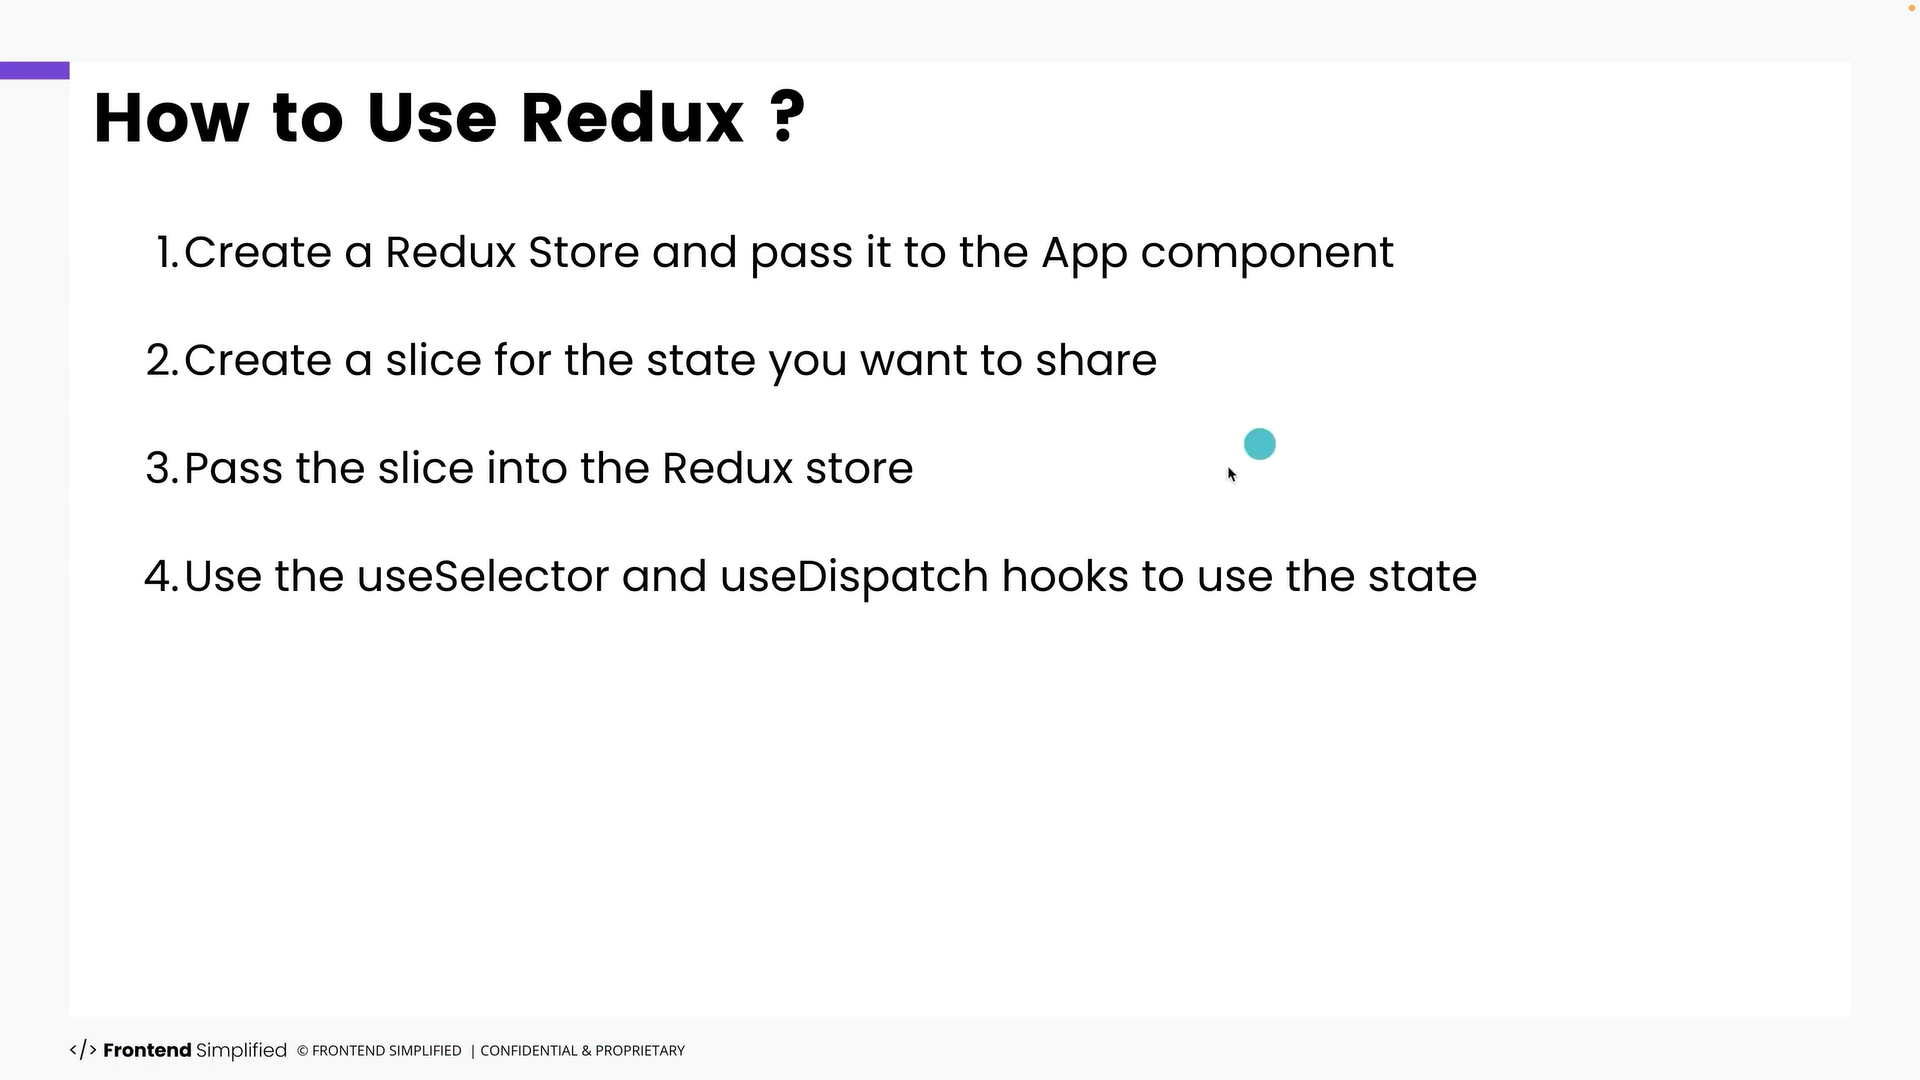 How to Use Redux ?
1. Create a Redux Store and pass it to the App component
2. Create a slice for the state you want to share
3. Pass the slice into the Redux store
4. Use the useSelector and useDispatch hooks to use the state
</> Frontend Simplified © FRONTEND SIMPLIFIED | CONFIDENTIAL & PROPRIETARY